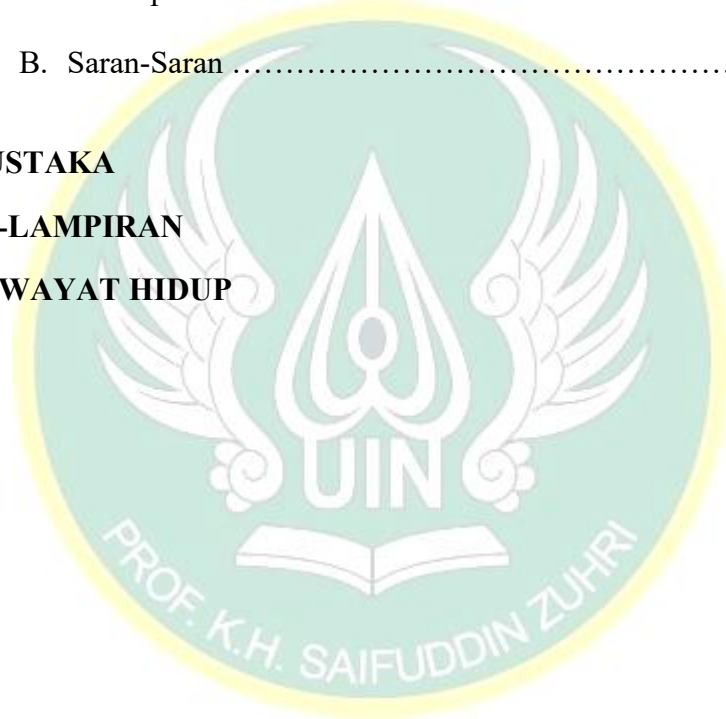 B. Saran-Saran ……………………………………………
USTAKA
-LAMPIRAN
WAYAT HIDUP
UIN
PROF. K.H. SAIFUDDIN ZUHRI